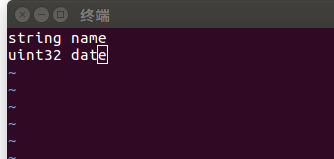 终端
string name
uint32 date
~
~
~
~
~